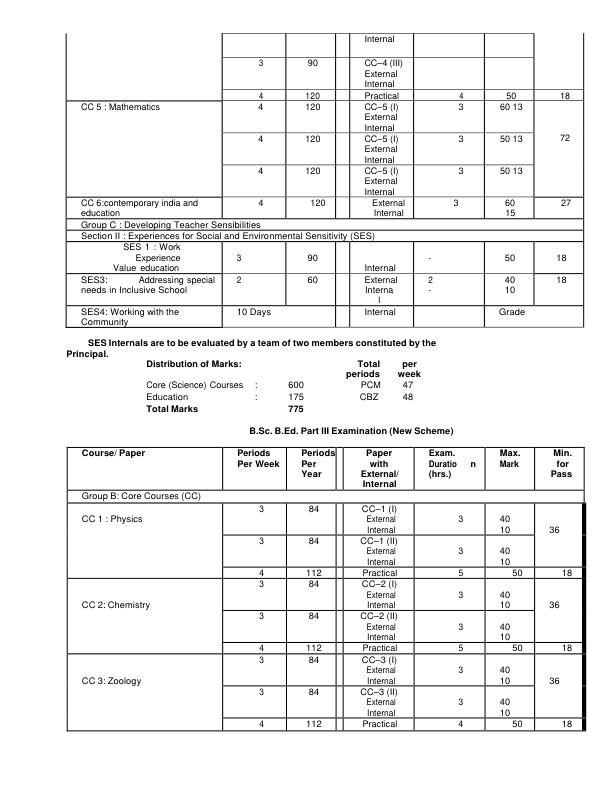 Internal
3 90 CC–4 (III)
External
Internal
4 120 Practical 4 50 18
CC 5 : Mathematics 4 120 CC–5 (I) 3 60 13
External
Internal
72
4 120 CC–5 (I) 3 50 13
External
Internal
4 120 CC–5 (I) 3 50 13
External
Internal
CC 6:contemporary india and 4 120 External 3 60 27
education Internal 15
Group C : Developing Teacher Sensibilities
Section II : Experiences for Social and Environmental Sensitivity (SES)
SES 1 : Work
Experience 3 90 - 50 18
Value education Internal
SES3: Addressing special 2 60 External 2 40 18
needs in Inclusive School Interna - 10
l
SES4: Working with the 10 Days Internal Grade
Community
SES Internals are to be evaluated by a team of two members constituted by the
Principal.
Distribution of Marks: Total per
periods week
Core (Science) Courses : 600 PCM 47
Education : 175 CBZ 48
Total Marks 775
B.Sc. B.Ed. Part III Examination (New Scheme)
Course/ Paper Periods Periods Paper Exam. Max. Min.
Per Week Per with Duratio n Mark for
Year External/ (hrs.) Pass
Internal
Group B: Core Courses (CC)
3 84 CC–1 (I)
CC 1 : Physics External 3 40
Internal 10 36
3 84 CC–1 (II)
External 3 40
Internal 10
4 112 Practical 5 50 18
3 84 CC–2 (I)
External 3 40
CC 2: Chemistry Internal 10 36
3 84 CC–2 (II)
External 3 40
Internal 10
4 112 Practical 5 50 18
3 84 CC–3 (I)
External 3 40
CC 3: Zoology Internal 10 36
3 84 CC–3 (II)
External 3 40
Internal 10
4 112 Practical 4 50 18